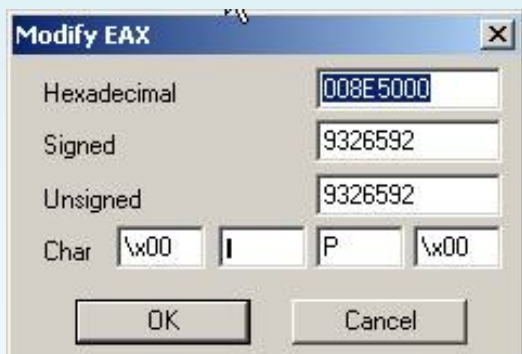 Modify EAX
Hexadecimal 008E5000
Signed 9326592
Unsigned 9326592
Char \x00 P \x00
OK Cancel